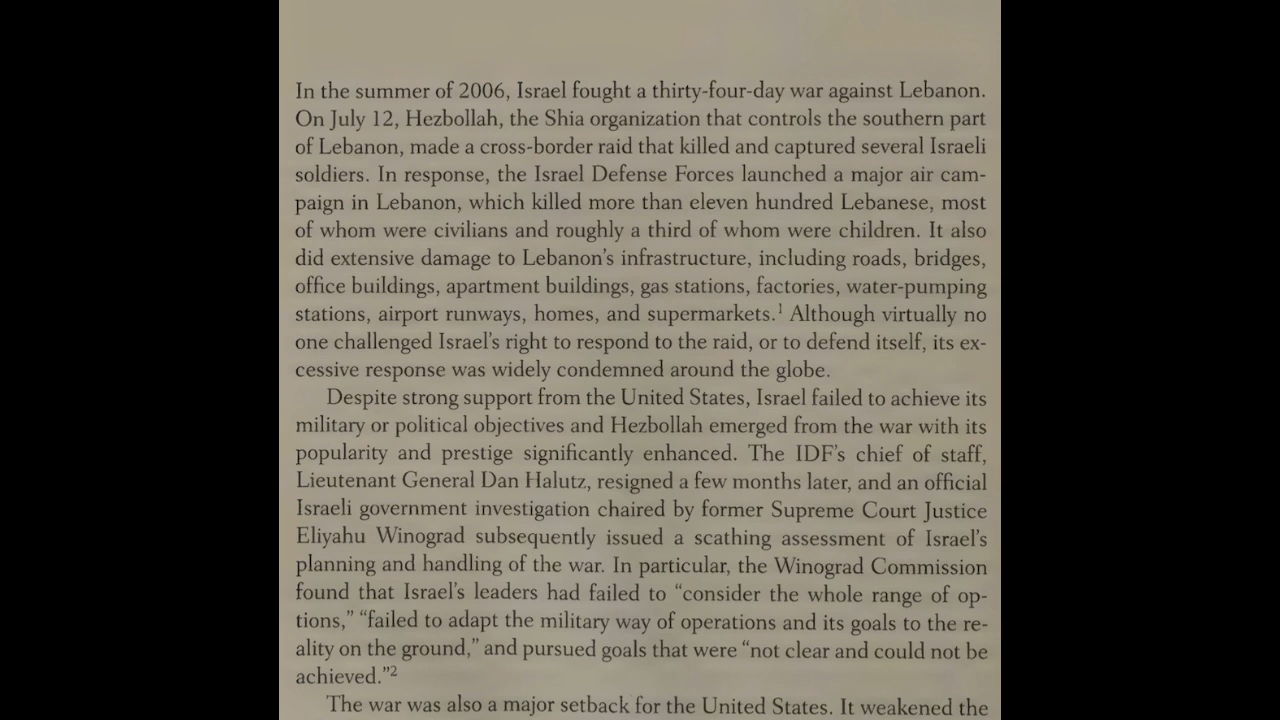 In the summer of 2006, Israel fought a thirty-four-day war against Lebanon.
On July 12, Hezbollah, the Shia organization that controls the southern part
of Lebanon, made a cross-border raid that killed and captured several Israeli
soldiers. In response, the Israel Defense Forces launched a major air cam-
paign in Lebanon, which killed more than eleven hundred Lebanese, most
of whom were civilians and roughly a third of whom were children. It also
did extensive damage to Lebanon's infrastructure, including roads, bridges,
office buildings, apartment buildings, gas stations, factories, water-pumping
stations, airport runways, homes, and supermarkets.¹ Although virtually no
one challenged Israel's right to respond to the raid, or to defend itself, its ex-
cessive response was widely condemned around the globe.
Despite strong support from the United States, Israel failed to achieve its
military or political objectives and Hezbollah emerged from the war with its
popularity and prestige significantly enhanced. The IDF's chief of staff,
Lieutenant General Dan Halutz, resigned a few months later, and an official
Israeli government investigation chaired by former Supreme Court Justice
Eliyahu Winograd subsequently issued a scathing assessment of Israel's
planning and handling of the war. In particular, the Winograd Commission
found that Israel's leaders had failed to “consider the whole range of op-
tions,” “failed to adapt the military way of operations and its goals to the re-
ality on the ground,” and pursued goals that were “not clear and could not be
achieved.”²
The war was also a major setback for the United States. It weakened the